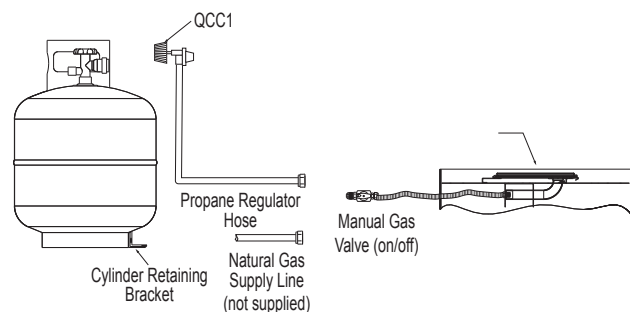 QCC1
Propane Regulator
Hose
Manual Gas
Valve (on/off)
Cylinder Retaining
Bracket
Natural Gas
Supply Line
(not supplied)